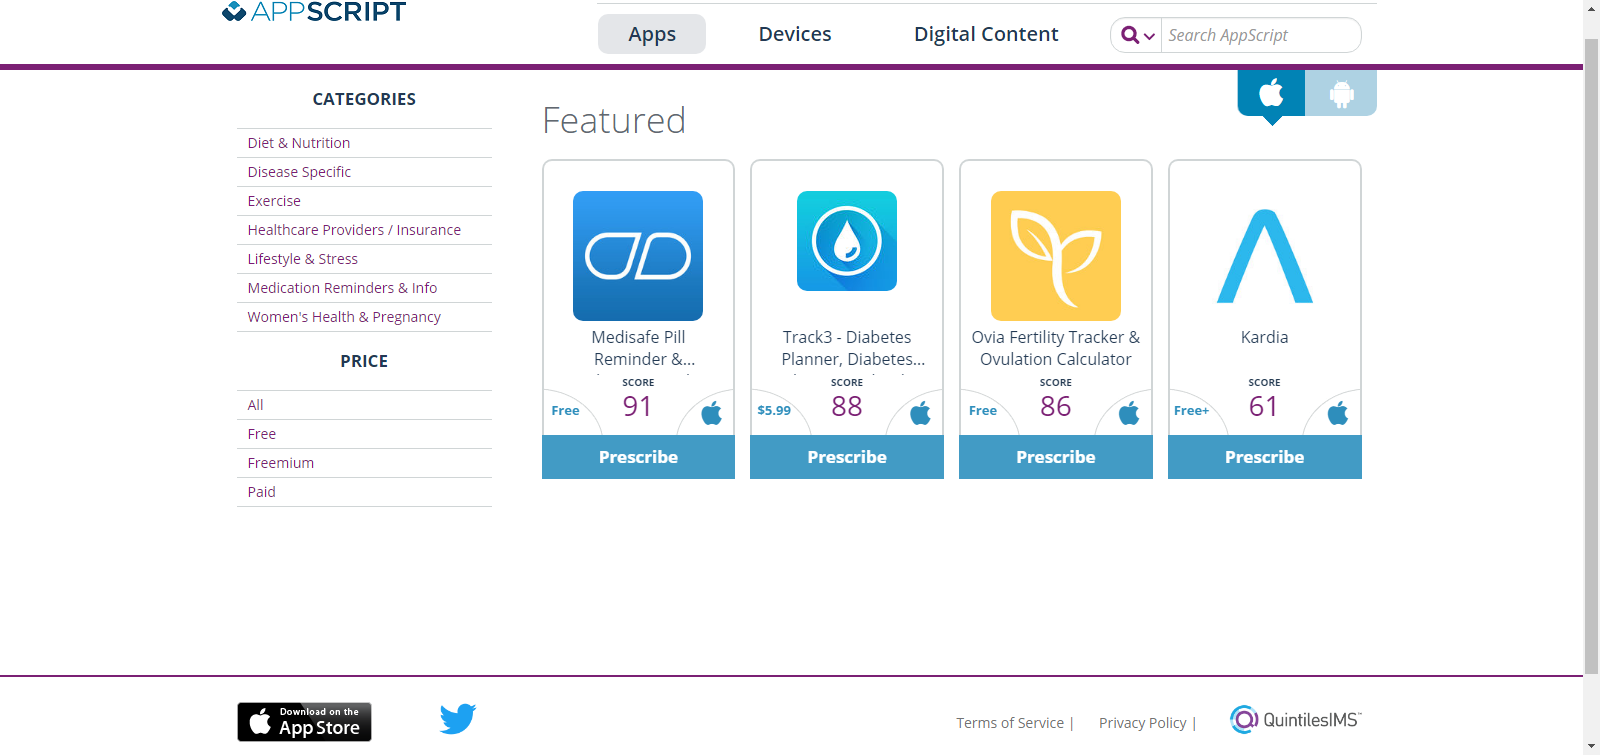 APPSCRIPT
Apps
Devices
Digital Content
Search AppScript
CATEGORIES
Diet & Nutrition
Disease Specific
Exercise
Healthcare Providers / Insurance
Lifestyle & Stress
Medication Reminders & Info
Women's Health & Pregnancy
PRICE
All
Free
Freemium
Paid
Featured
Medisafe Pill
Reminder &...
SCORE
Free
91
Prescribe
Track3 - Diabetes
Planner, Diabetes...
SCORE
$5.99
88
Prescribe
Ovia Fertility Tracker &
Ovulation Calculator
SCORE
Free
86
Prescribe
Kardia
SCORE
Free+
61
Prescribe
Download on the
App Store
Terms of Service |
Privacy Policy |
QuintilesIMS™